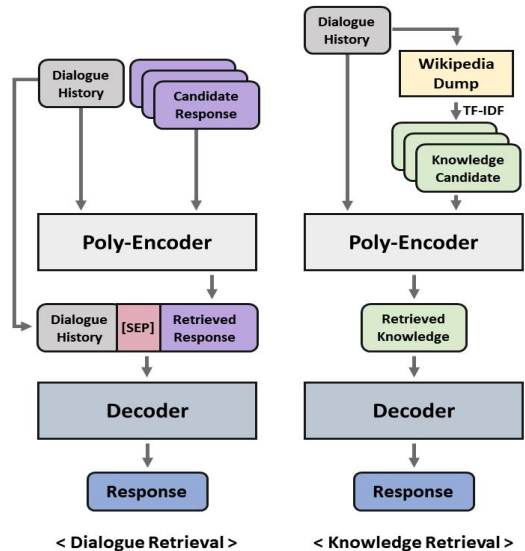 Dialogue
History
Candidate
Response
Poly-Encoder
Dialogue
History
[SEP]
Retrieved
Response
Decoder
Response
< Dialogue Retrieval >
Dialogue
History
Wikipedia
Dump
TF-IDF
Knowledge
Candidate
Poly-Encoder
Retrieved
Knowledge
Decoder
Response
< Knowledge Retrieval >